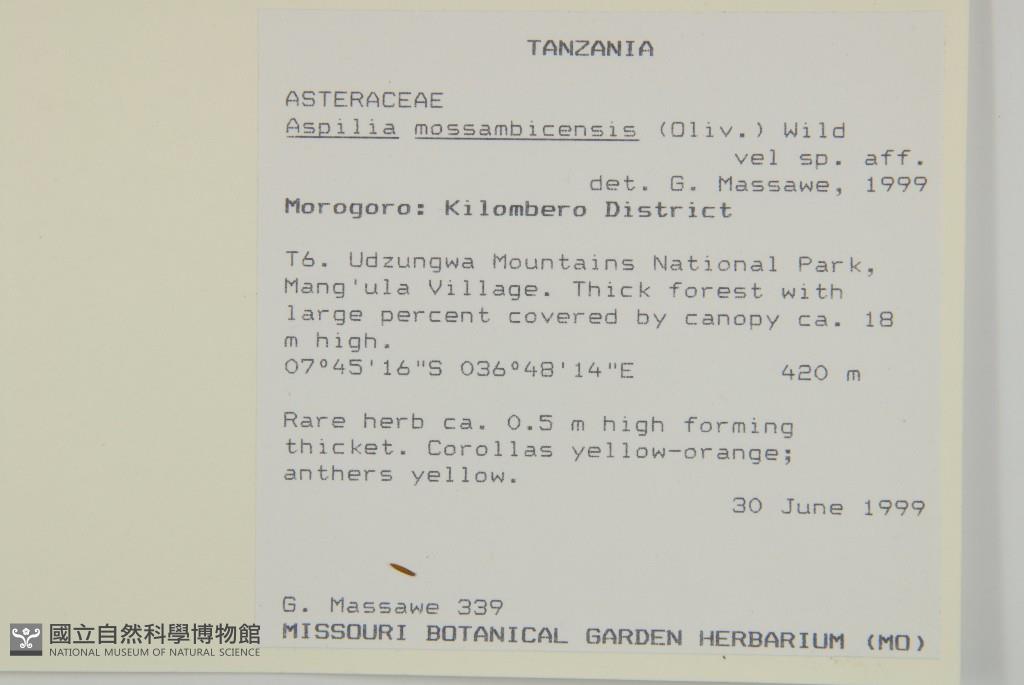 TANZANIA
ASTERACEAE
Aspilia mossambicensis (Oliv.) Wild
vel sp. aff.
det. G. Massawe, 1999
Morogoro: Kilombero District
T6. Udzungwa Mountains National Park,
Mang'ula Village. Thick forest with
large percent covered by canopy ca. 18
m high.
07°45'16"S 036°48'14"E 420 m
Rare herb ca. 0.5 m high forming
thicket. Corollas yellow-orange;
anthers yellow.
30 June 1999
G. Massawe 339
MISSOURI BOTANICAL GARDEN HERBARIUM (MO)
國立自然科學博物館
NATIONAL MUSEUM OF NATURAL SCIENCE